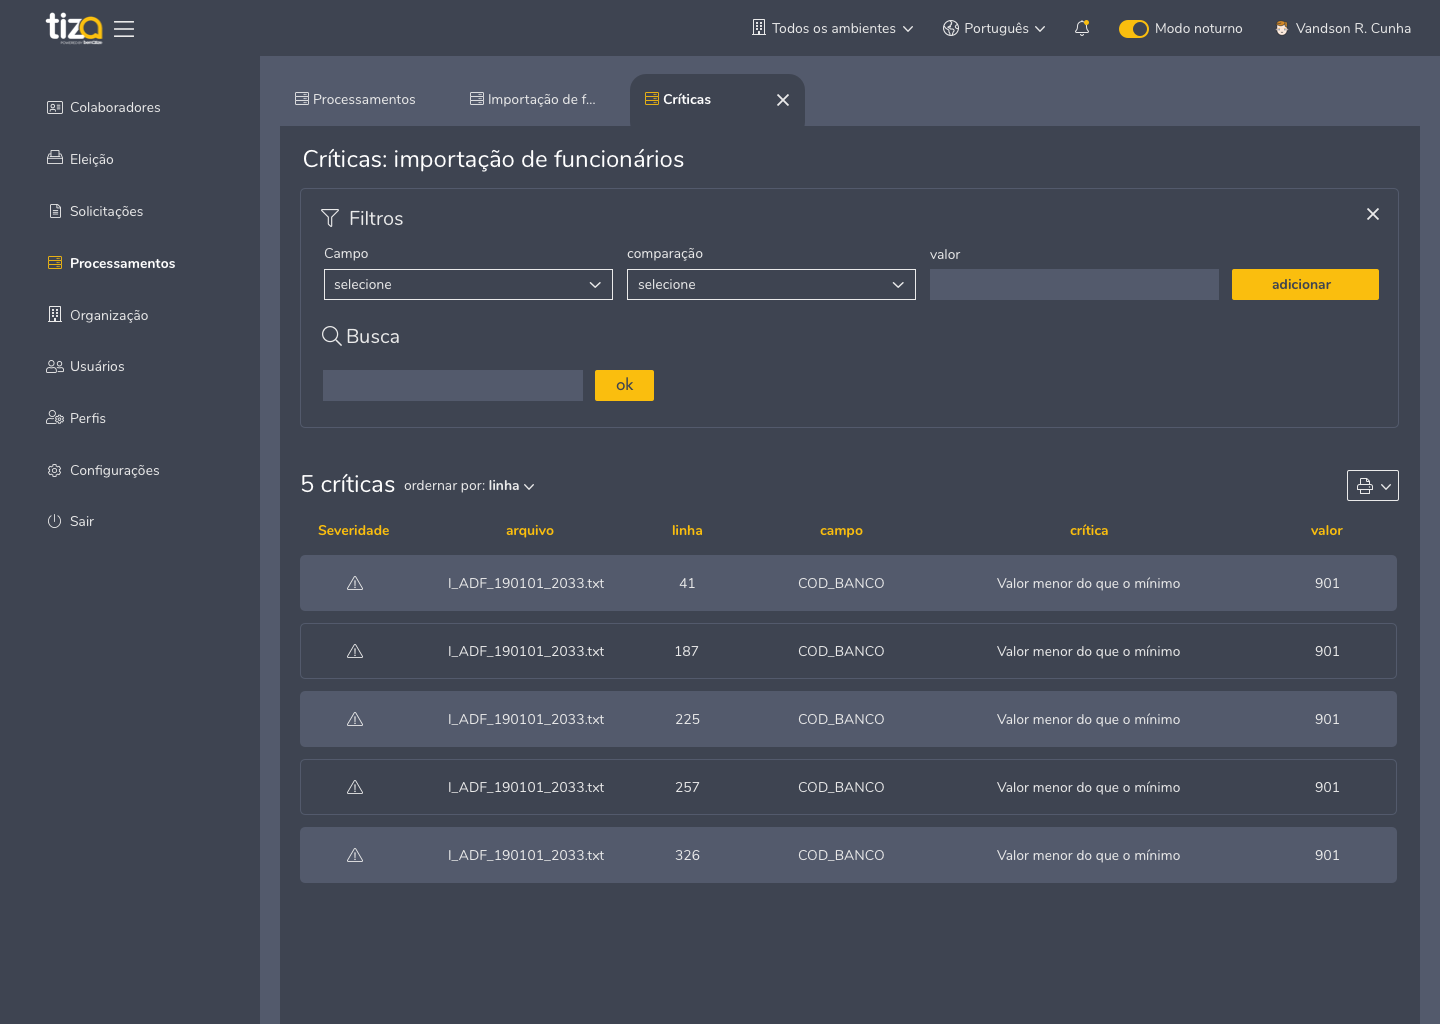 tiza
Todos os ambientes
Português
Modo noturno
Vandson R. Cunha
Colaboradores
Eleição
Solicitações
Processamentos
Organização
Usuários
Perfis
Configurações
Sair
Processamentos
Importação de f...
Críticas
Críticas: importação de funcionários
Filtros
Campo
comparação
valor
selecione
selecione
adicionar
Busca
ok
5 críticas ordernar por: linha
Severidade arquivo linha campo crítica valor
I_ADF_190101_2033.txt 41 COD_BANCO Valor menor do que o mínimo 901
I_ADF_190101_2033.txt 187 COD_BANCO Valor menor do que o mínimo 901
I_ADF_190101_2033.txt 225 COD_BANCO Valor menor do que o mínimo 901
I_ADF_190101_2033.txt 257 COD_BANCO Valor menor do que o mínimo 901
I_ADF_190101_2033.txt 326 COD_BANCO Valor menor do que o mínimo 901